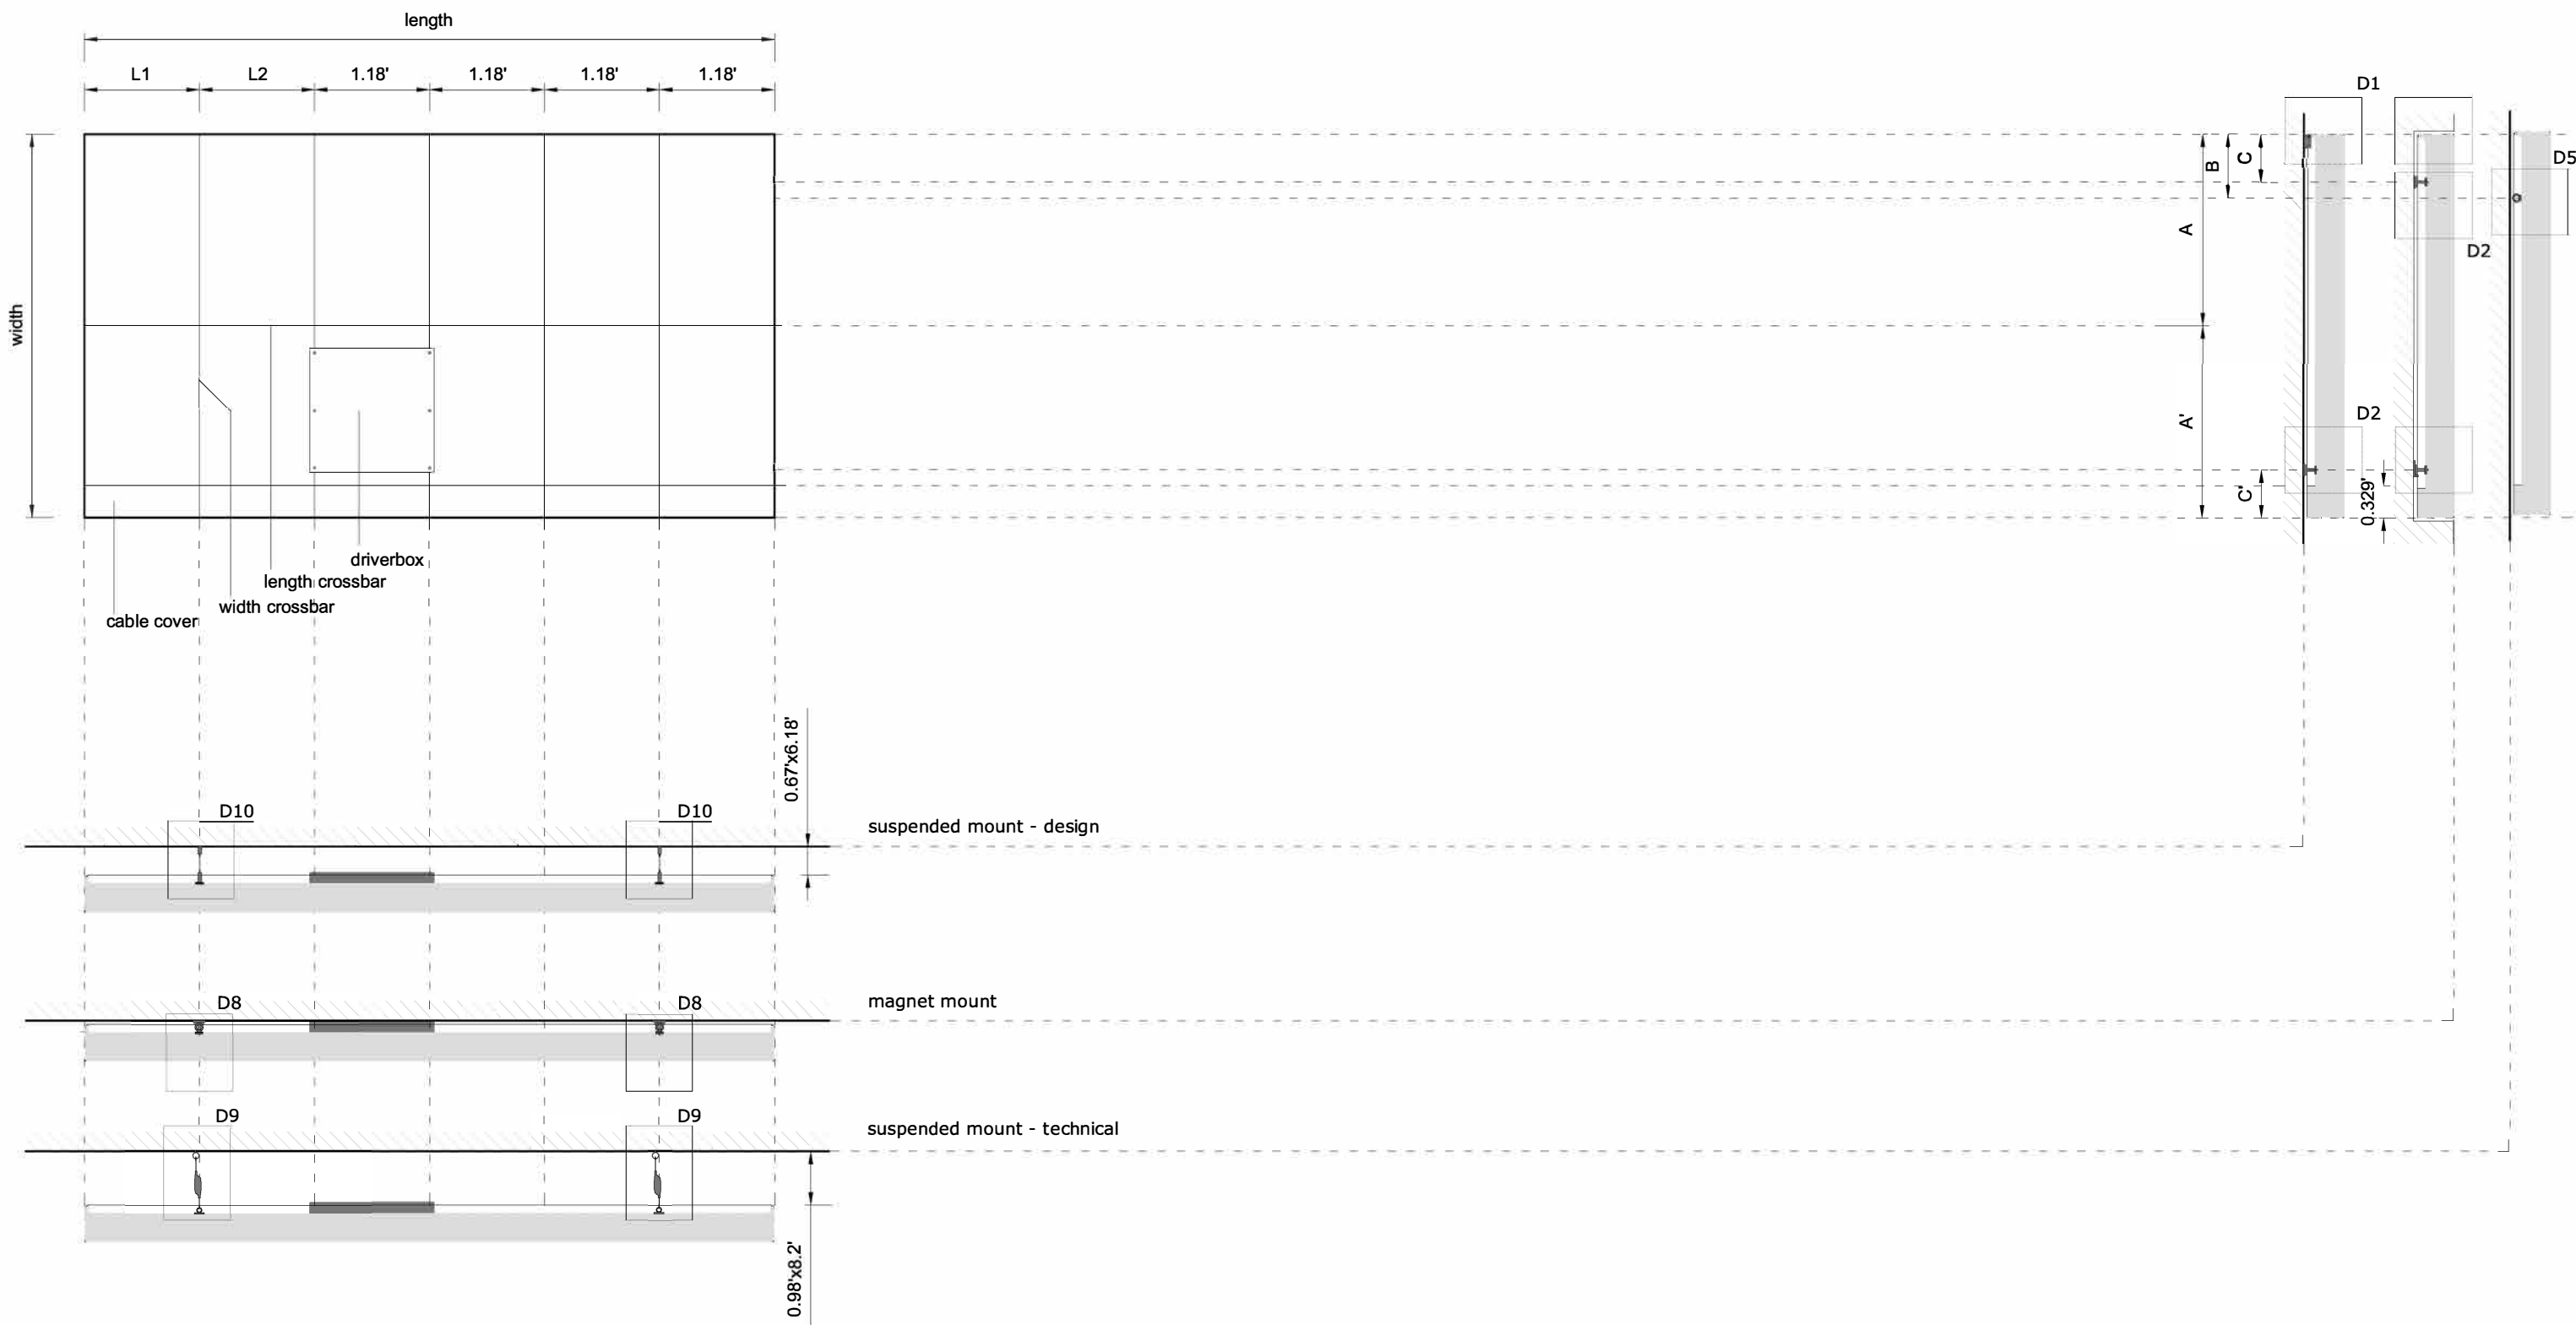 length
L1 L2 1.18' 1.18' 1.18' 1.18'
width
driverbox
length crossbar
width crossbar
cable cover
A
B
C
A'
C'
D1
D5
D2
D2
0.329'
0.67'x6.18'
D10 D10
suspended mount - design
D8 D8
magnet mount
D9 D9
suspended mount - technical
0.98'x8.2'